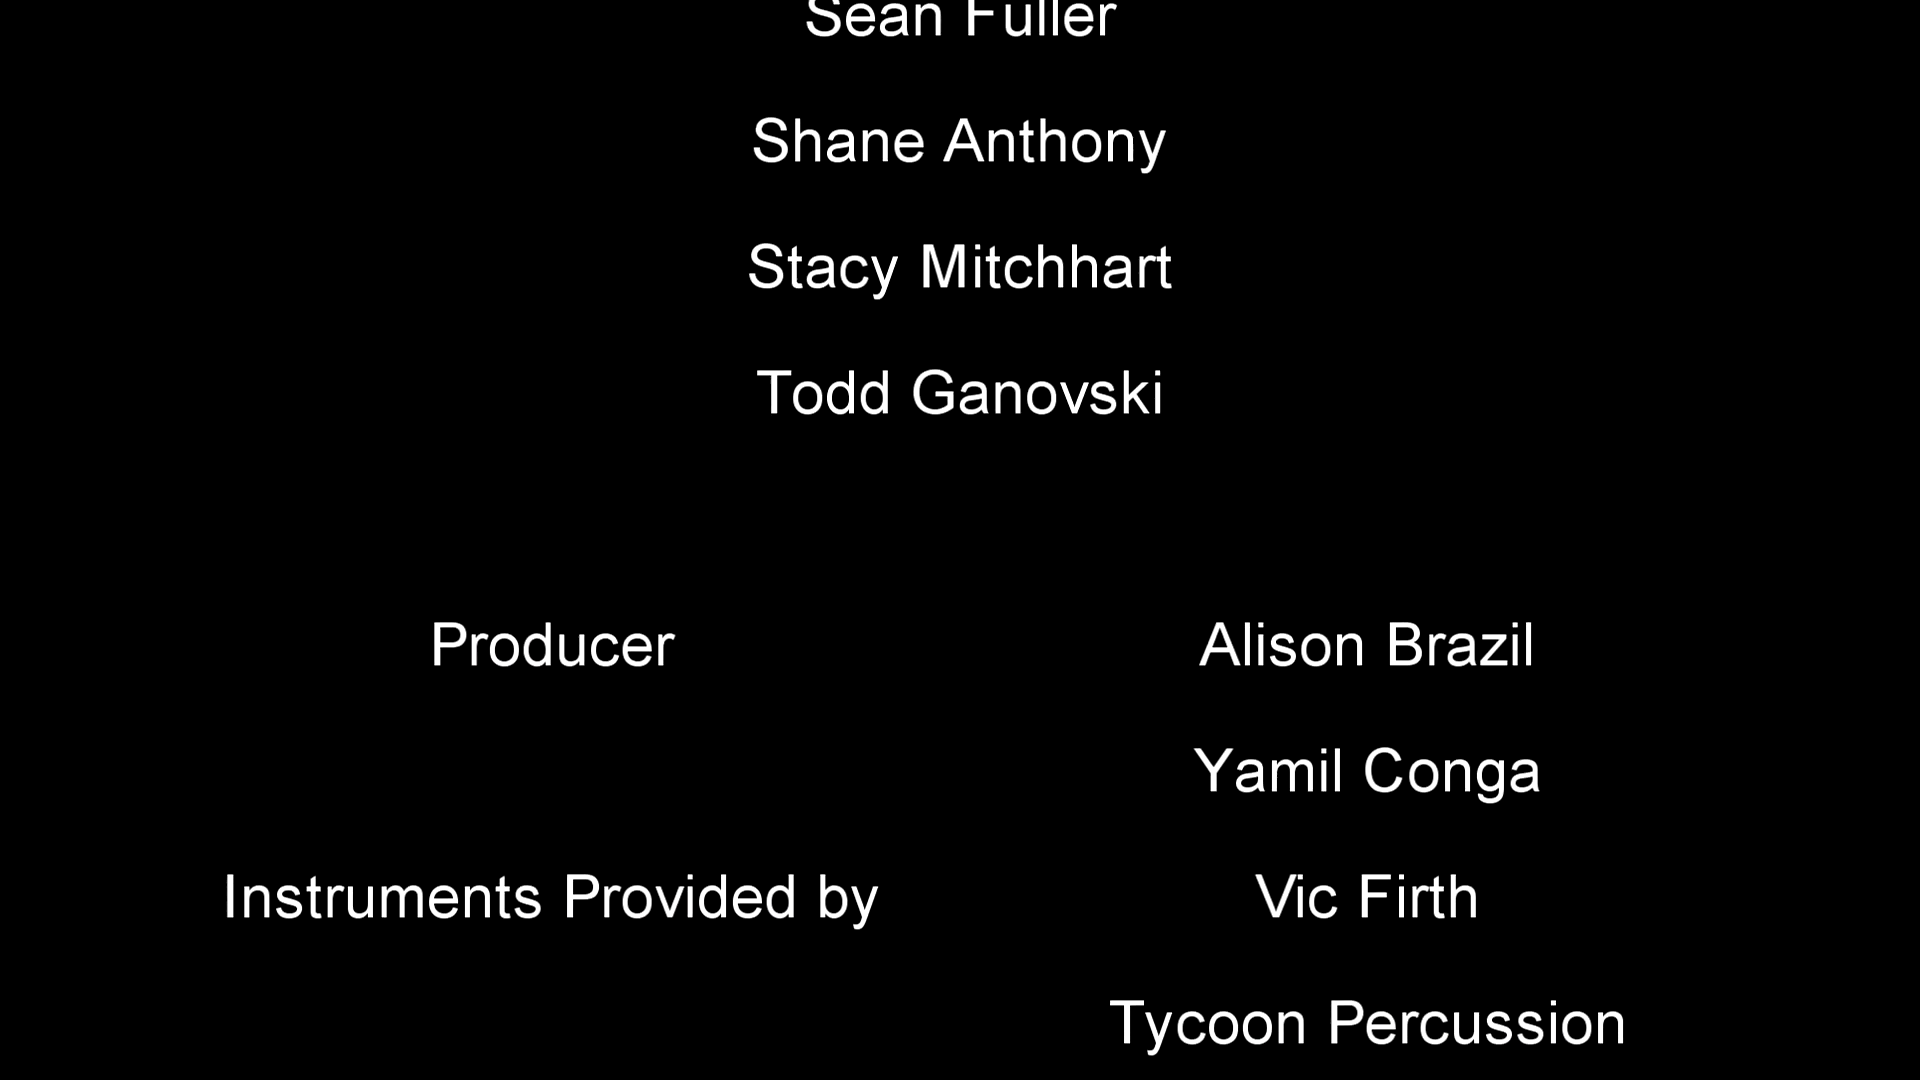 Sean Fuller
Shane Anthony
Stacy Mitchhart
Todd Ganovski
Producer Alison Brazil
Yamil Conga
Instruments Provided by Vic Firth
Tycoon Percussion